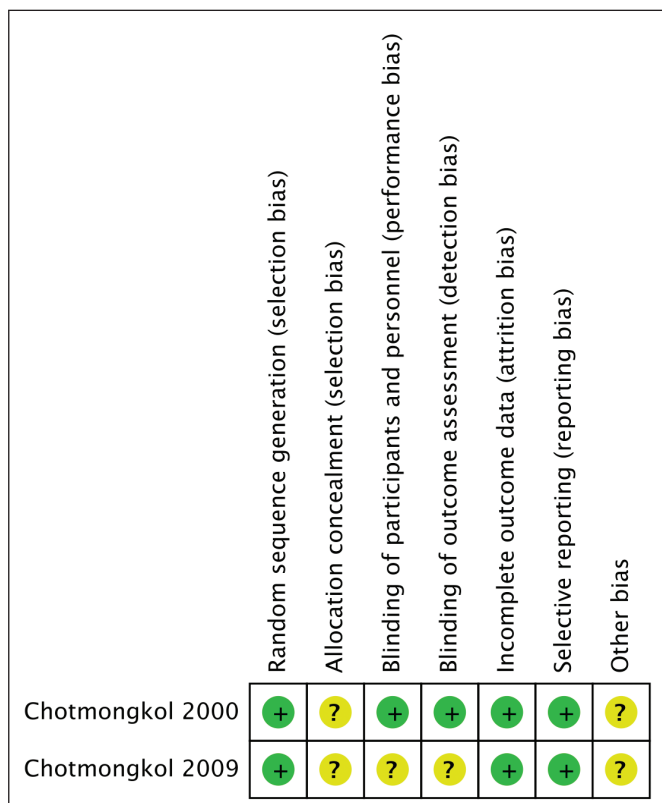 Random sequence generation (selection bias)
Allocation concealment (selection bias)
Blinding of participants and personnel (performance bias)
Blinding of outcome assessment (detection bias)
Incomplete outcome data (attrition bias)
Selective reporting (reporting bias)
Other bias
Chotmongkol 2000 + ? + + + + ?
Chotmongkol 2009 + ? ? ? + + ?